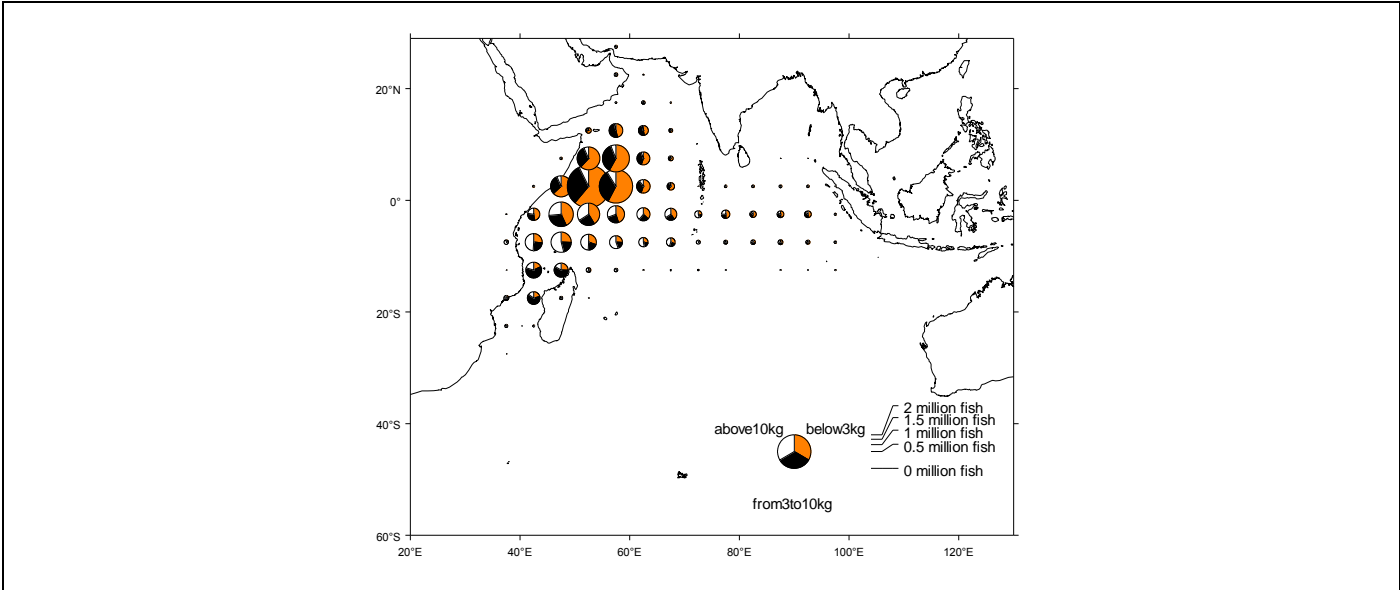 20°N
0°
20°S
40°S
60°S
20°E 40°E 60°E 80°E 100°E 120°E
above10kg below3kg
from3to10kg
2 million fish
1.5 million fish
1 million fish
0.5 million fish
0 million fish